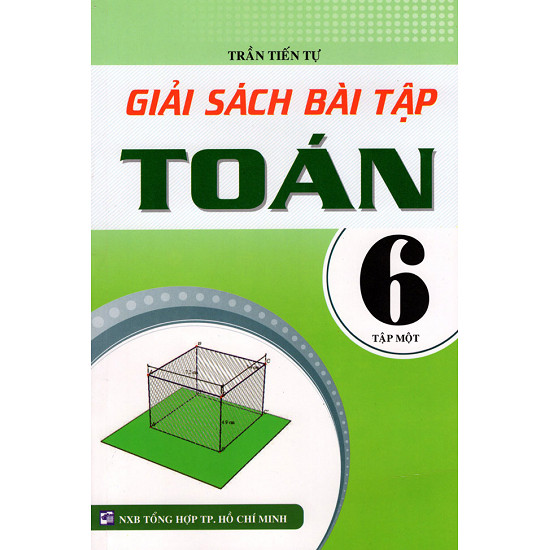 TRẦN TIẾN TỰ
GIẢI SÁCH BÀI TẬP
TOÁN
6
TẬP MỘT
NXB TỔNG HỢP TP. HỒ CHÍ MINH